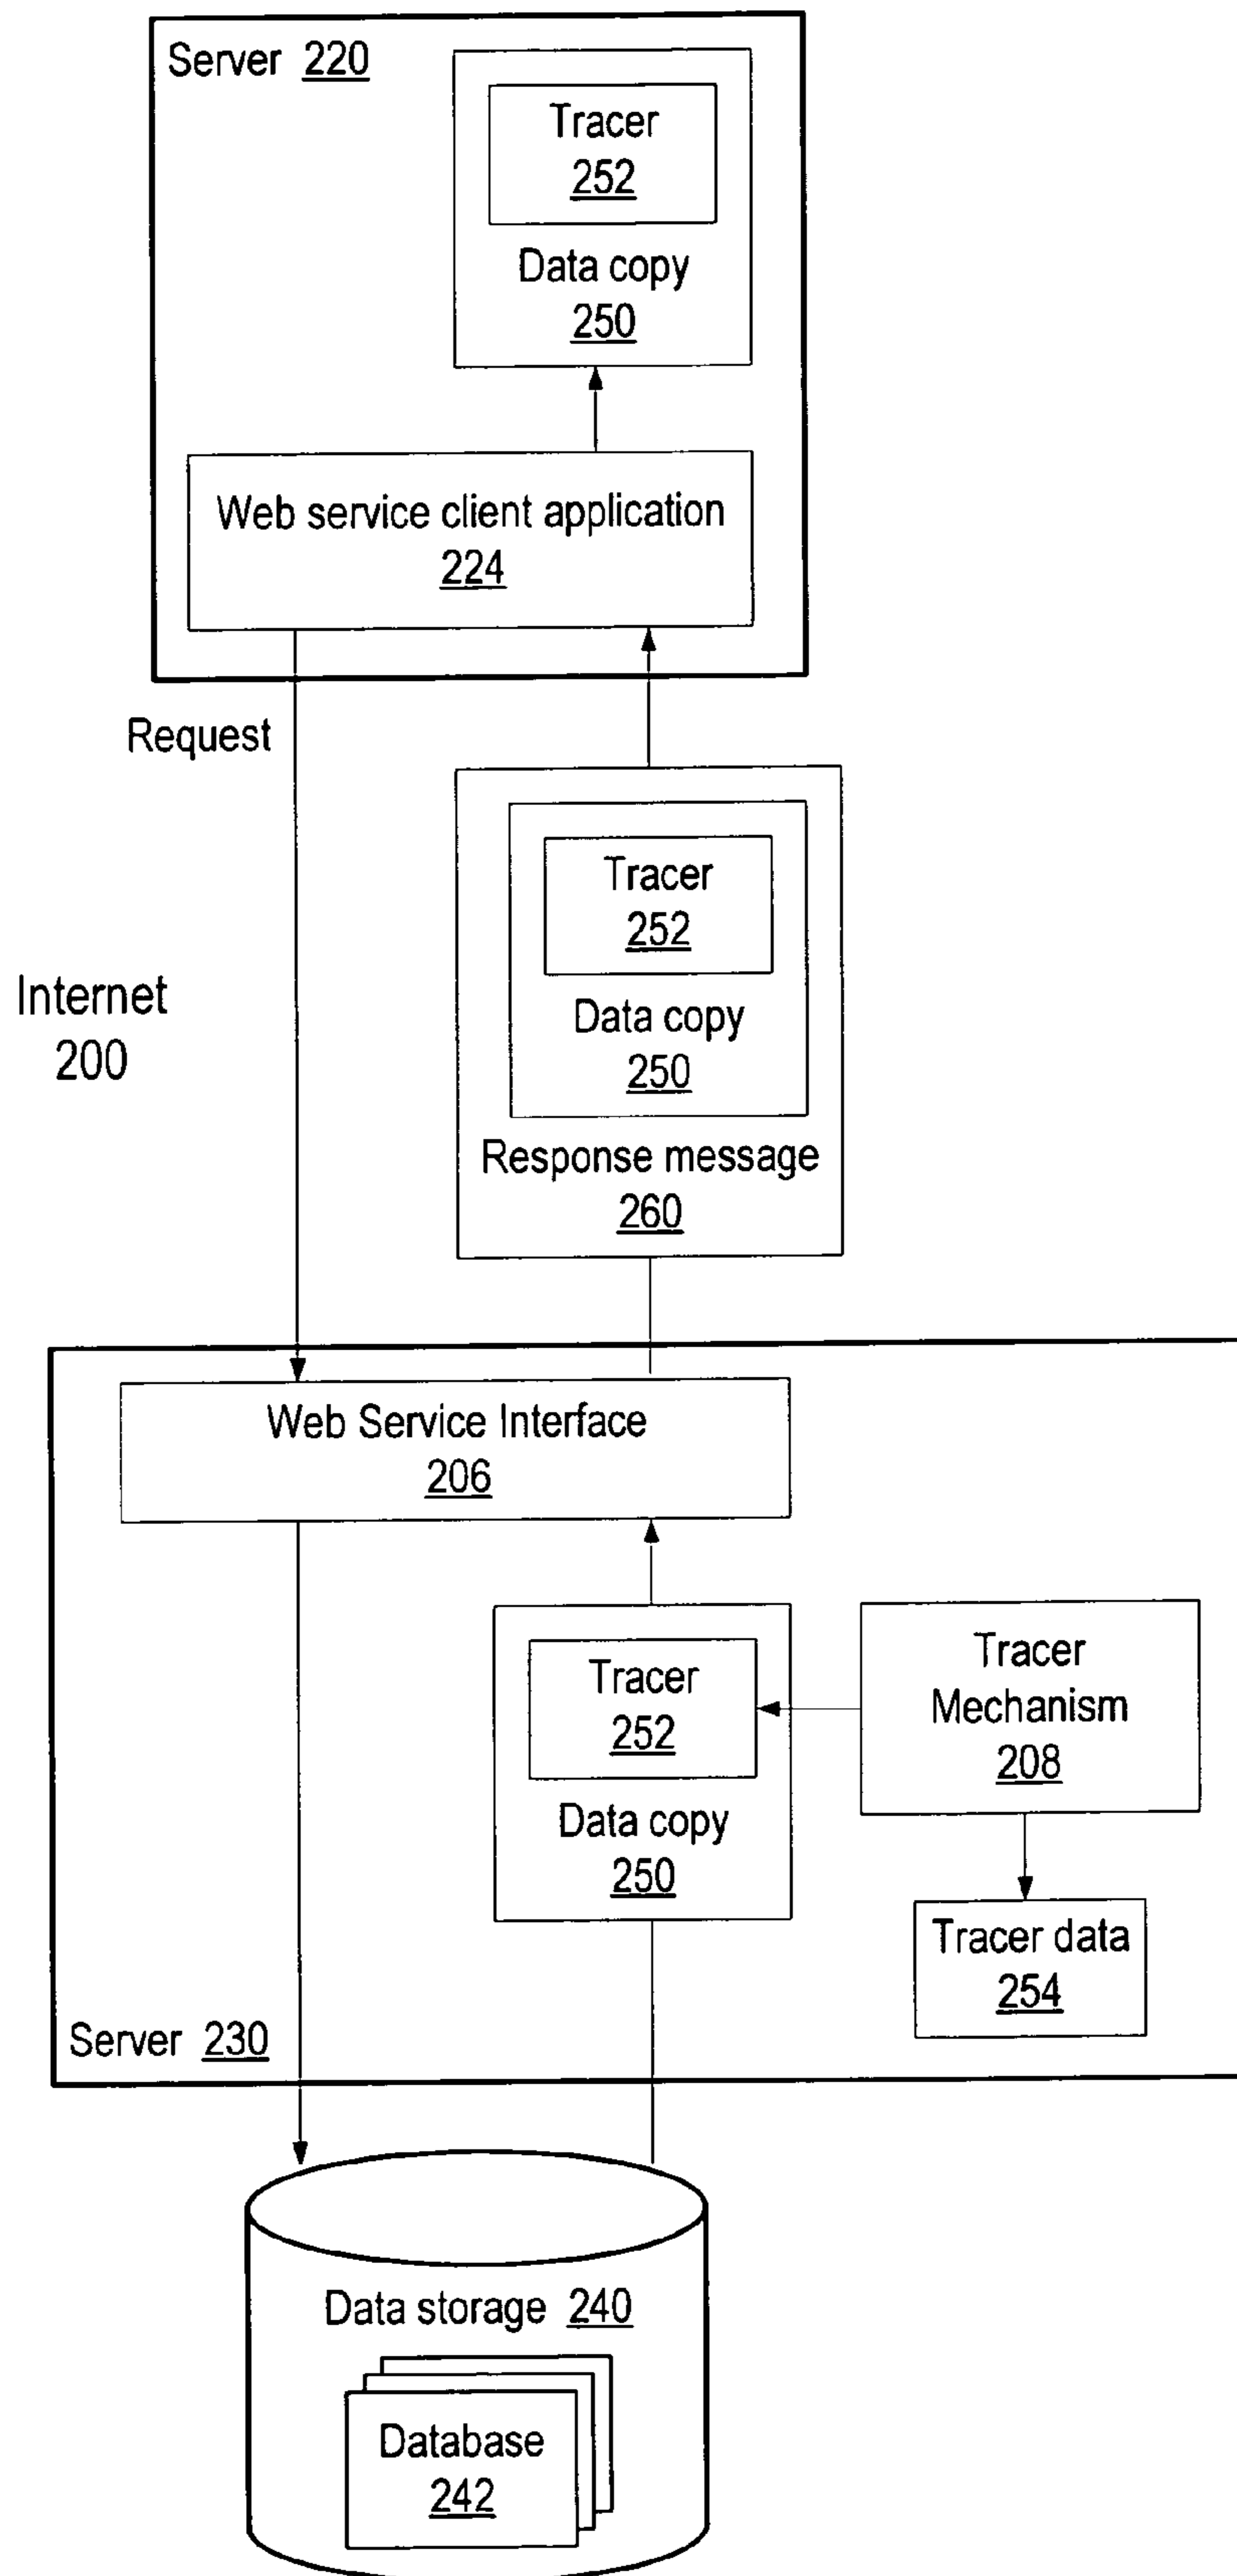 Server 220
Tracer
252
Data copy
250
Web service client application
224
Request
Tracer
252
Data copy
250
Response message
260
Internet
200
Web Service Interface
206
Tracer
252
Data copy
250
Tracer
Mechanism
208
Tracer data
254
Server 230
Data storage 240
Database
242